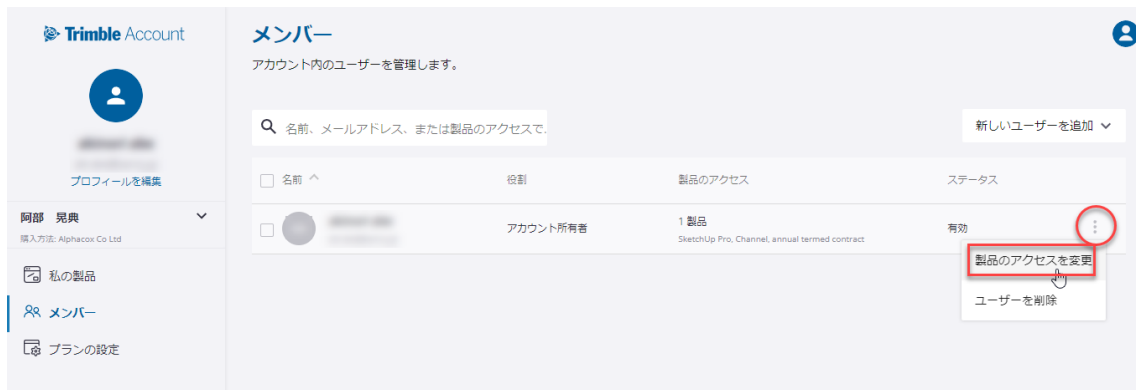 Trimble Account
プロフィールを編集
阿部 晃典
購入方法: Alphacox Co Ltd
私の製品
メンバー
プランの設定
メンバー
アカウント内のユーザーを管理します。
名前、メールアドレス、または製品のアクセスで.
新しいユーザーを追加
名前 役割 製品のアクセス ステータス
アカウント所有者 1 製品 有効
SketchUp Pro, Channel, annual termed contract
製品のアクセスを変更
ユーザーを削除